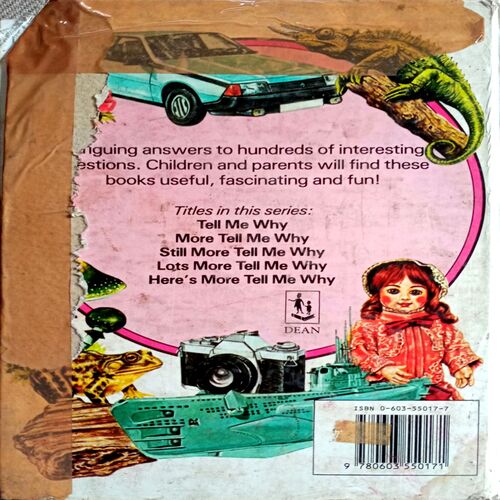 iguing answers to hundreds of interesting
estions. Children and parents will find these
books useful, fascinating and fun!
Titles in this series:
Tell Me Why
More Tell Me Why
Still More Tell Me Why
Lots More Tell Me Why
Here's More Tell Me Why
DEAN
ISBN 0-603-55017-7
9 780603 550171